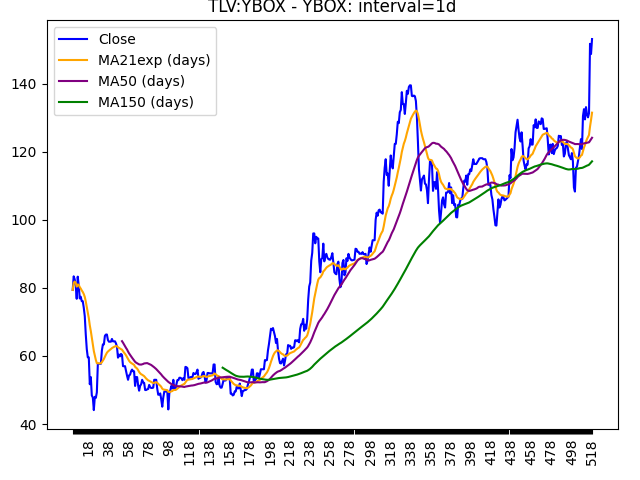 TLV:YBOX - YBOX: interval=1d
Close
MA21exp (days)
MA50 (days)
MA150 (days)
140
120
100
80
60
40
18 38 58 78 98 118 138 158 178 198 218 238 258 278 298 318 338 358 378 398 418 438 458 478 498 518